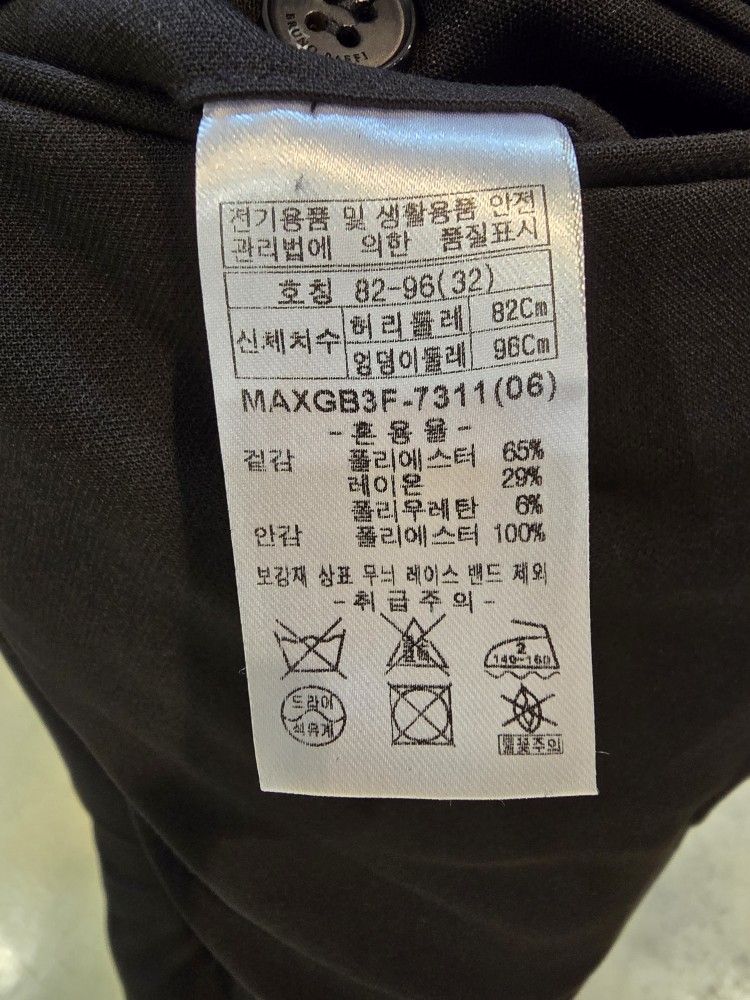 BRUNO BAFFI
전기용품 및 생활용품 안전
관리법에 의한 품질표시
호칭 82-96(32)
신체치수 허리둘레 82Cm
엉덩이둘레 96Cm
MAXGB3F-7311(06)
-혼용율-
겉감 폴리에스터 65%
레이온 29%
폴리우레탄 6%
안감 폴리에스터 100%
보강재 상표 무늬 레이스 밴드 제외
-취급주의-
2
140~160
드라이
석유계
불꽃주의